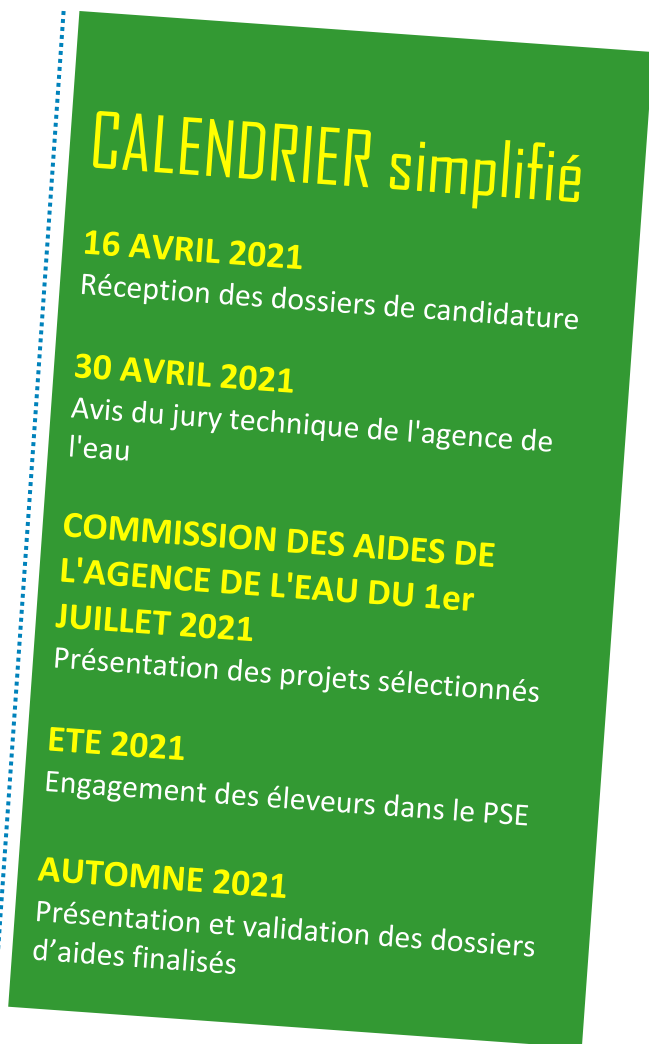 CALENDRIER simplifié
16 AVRIL 2021
Réception des dossiers de candidature
30 AVRIL 2021
Avis du jury technique de l'agence de
l'eau
COMMISSION DES AIDES DE
L'AGENCE DE L'EAU DU 1er
JUILLET 2021
Présentation des projets sélectionnés
ETE 2021
Engagement des éleveurs dans le PSE
AUTOMNE 2021
Présentation et validation des dossiers
d’aides finalisés